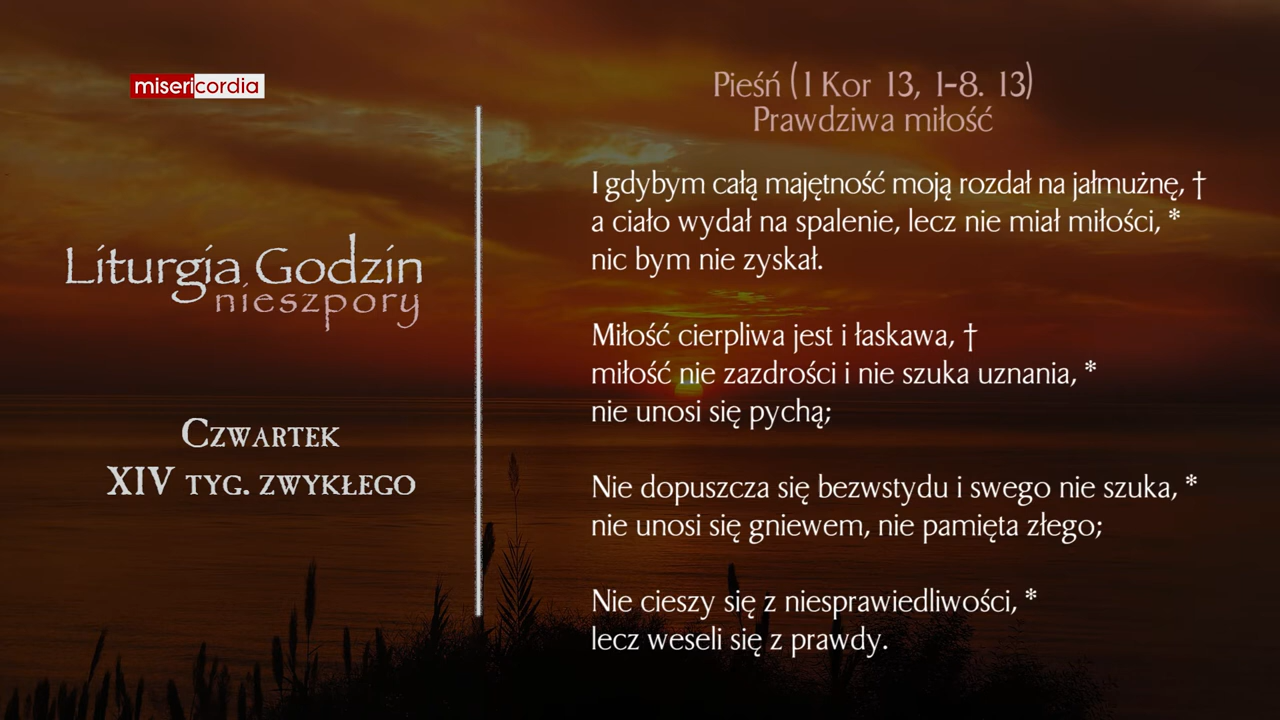 misericordia
Liturgia Godzin
nieszpory
Czwartek
XIV tyg. zwykłego
Pieśń (1 Kor 13, 1-8. 13)
Prawdziwa miłość
I gdybym całą majętność moją rozdał na jałmużnę, †
a ciało wydał na spalenie, lecz nie miał miłości, *
nic bym nie zyskał.
Miłość cierpliwa jest i łaskawa, †
miłość nie zazdrości i nie szuka uznania, *
nie unosi się pychą;
Nie dopuszcza się bezwstydu i swego nie szuka, *
nie unosi się gniewem, nie pamięta złego;
Nie cieszy się z niesprawiedliwości, *
lecz weseli się z prawdy.